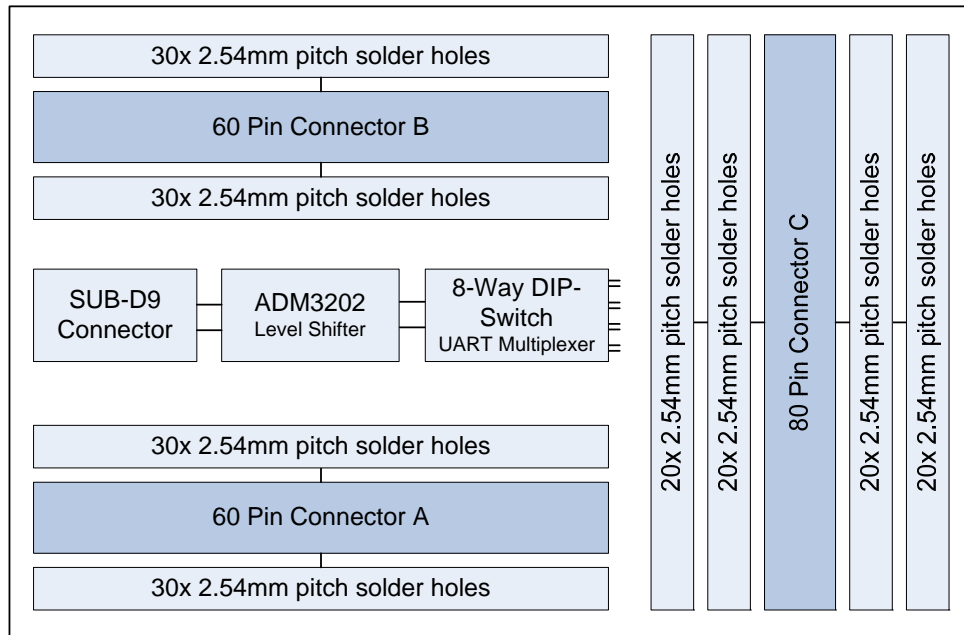 30x 2.54mm pitch solder holes
60 Pin Connector B
30x 2.54mm pitch solder holes
SUB-D9
Connector
ADM3202
Level Shifter
8-Way DIP-
Switch
UART Multiplexer
30x 2.54mm pitch solder holes
60 Pin Connector A
30x 2.54mm pitch solder holes
20x 2.54mm pitch solder holes
20x 2.54mm pitch solder holes
80 Pin Connector C
20x 2.54mm pitch solder holes
20x 2.54mm pitch solder holes